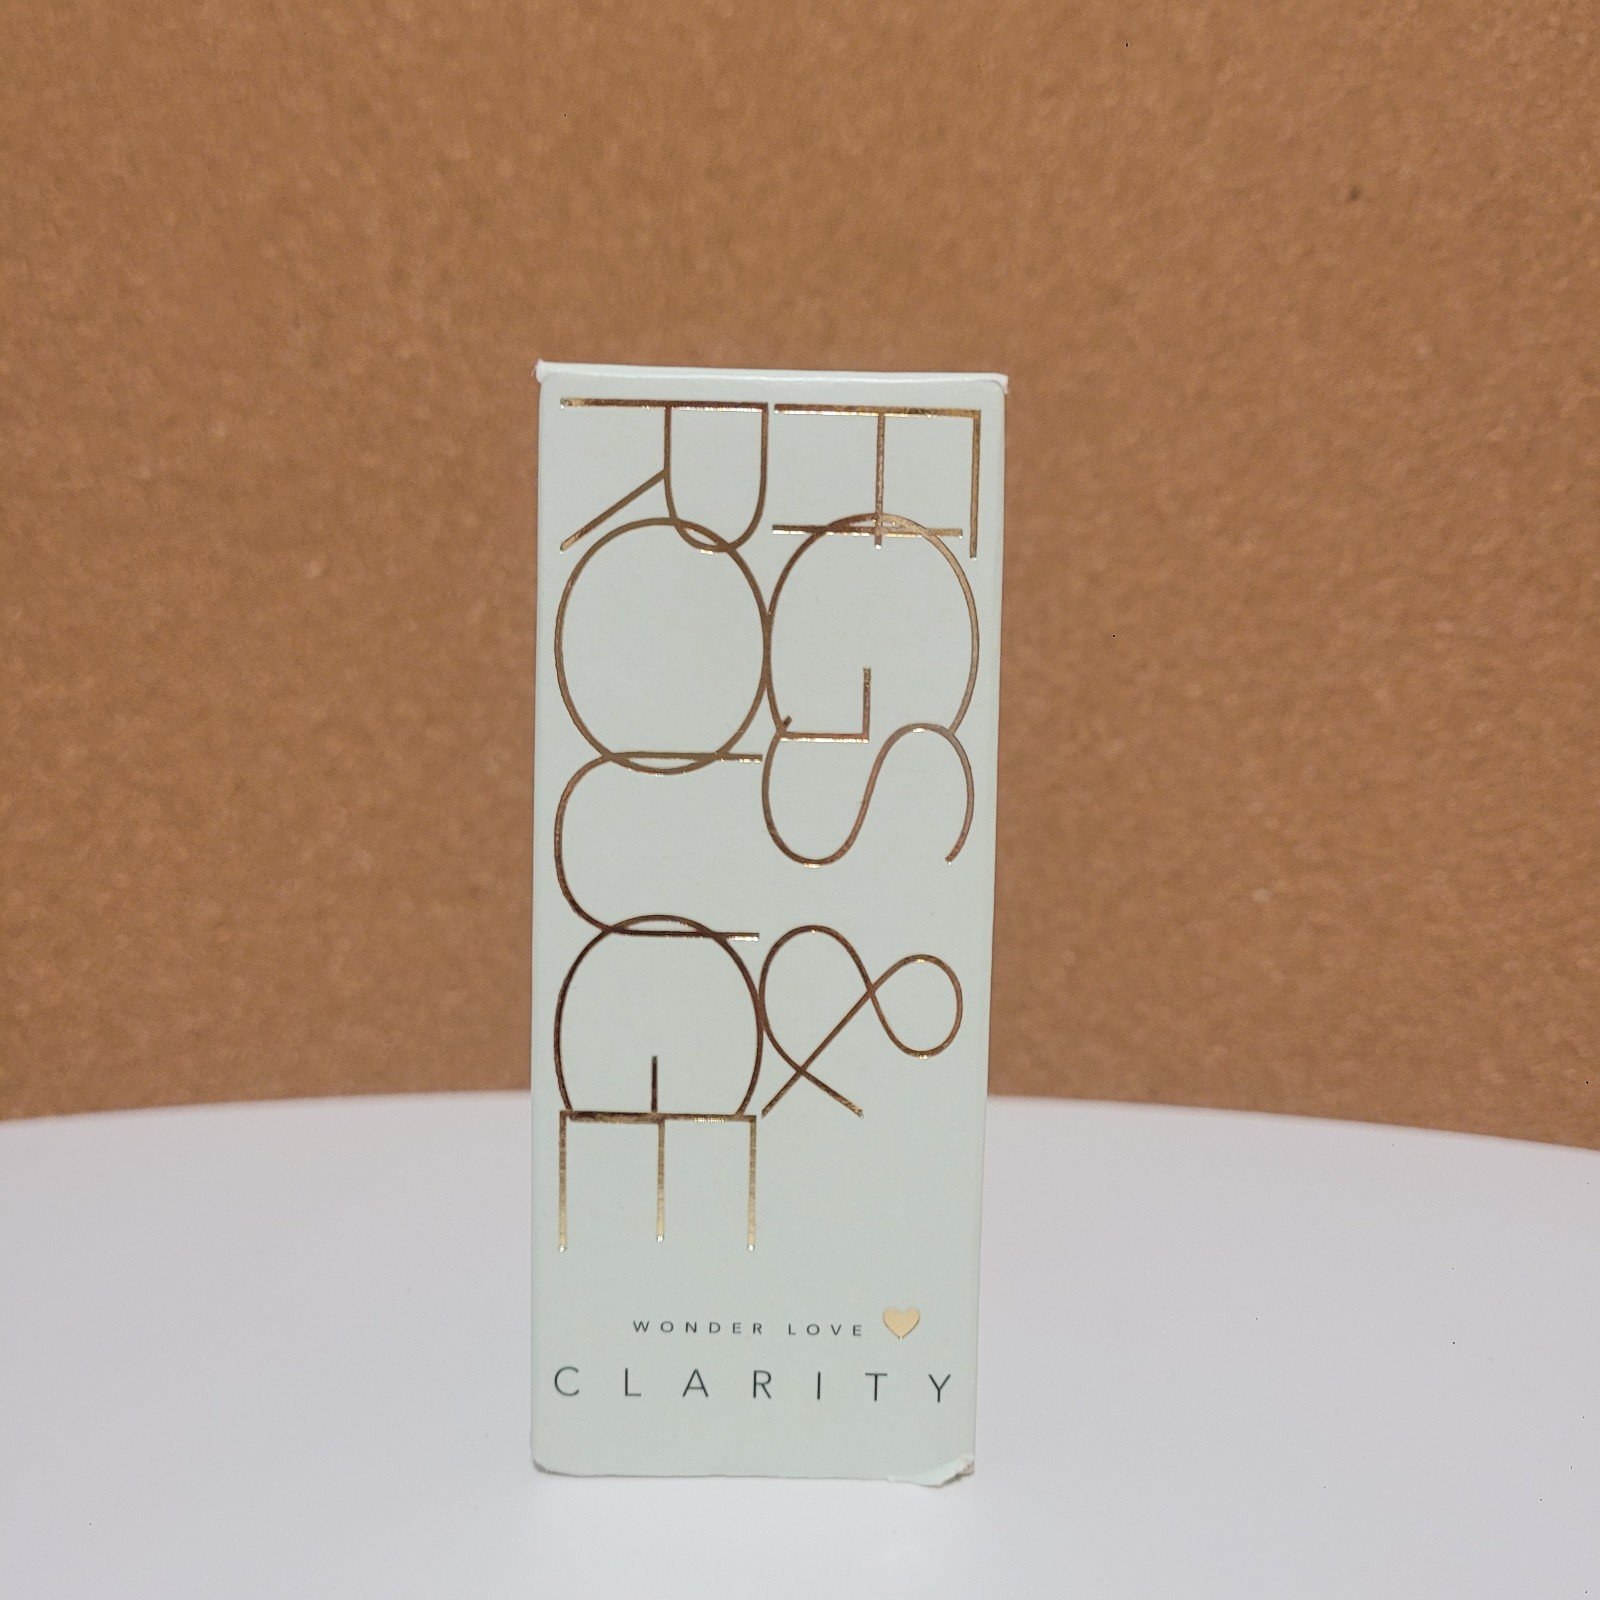 FIGS &
ROUGE
WONDER LOVE
CLARITY